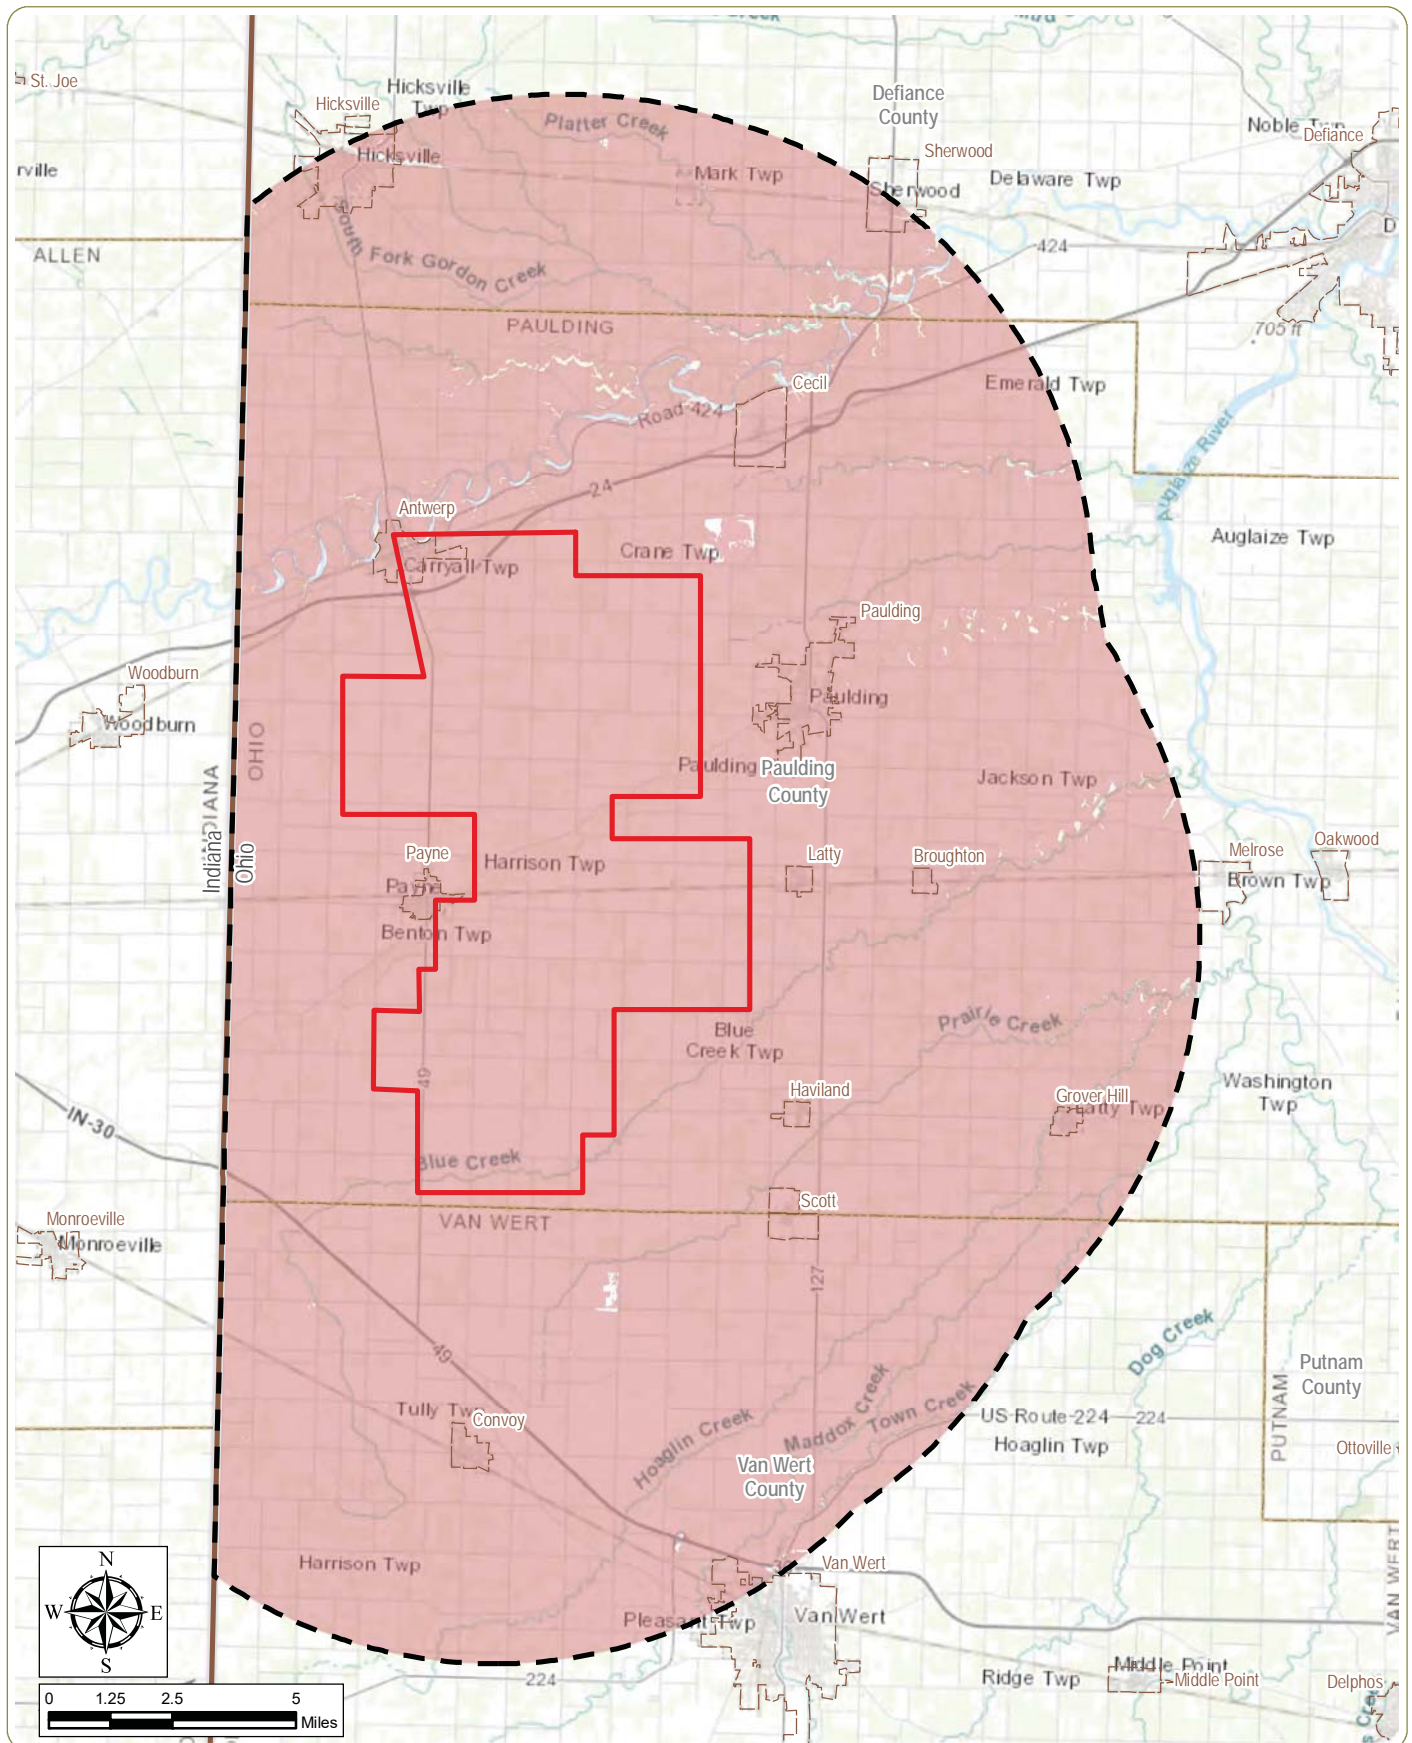 Creek
St. Joe
Hicksville
Twp
Hicksville
Defiance
County
Platter Creek
Noble Twp
Defiance
Sherwood
Hicksville
rville
Mark Twp
Sherwood
Delaware Twp
D
South
Fork Gordon Creek
424
ALLEN
PAULDING
705 ft
Cecil
Emerald Twp
Road 424
Auglaize River
24
Antwerp
Crane Twp
Auglaize Twp
Carryall Twp
Paulding
Woodburn
Paulding
Woodburn
OHIO
INDIANA
Paulding
Paulding
County
Jackson Twp
Indiana
Ohio
Payne
Harrison Twp
Latty
Broughton
Melrose
Oakwood
Payne
Brown Twp
Benton Twp
Prairie Creek
Blue
Creek Twp
49
Haviland
Grover Hill
Latty Twp
Washington
Twp
IN-30
Blue Creek
Scott
Monroeville
VAN WERT
Monroeville
127
49
Dog Creek
Putnam
County
PUTNAM
Tully Twp
Convoy
Hoaglin Creek
Maddox Creek
Town Creek
US Route 224
224
Hoaglin Twp
Ottoville
Van Wert
County
VAN WERT
Harrison Twp
Van Wert
Pleasant Twp
Van Wert
N
W
E
S
224
Ridge Twp
Middle Point
Middle Point
Delphos
0
1.25
2.5
5
Miles